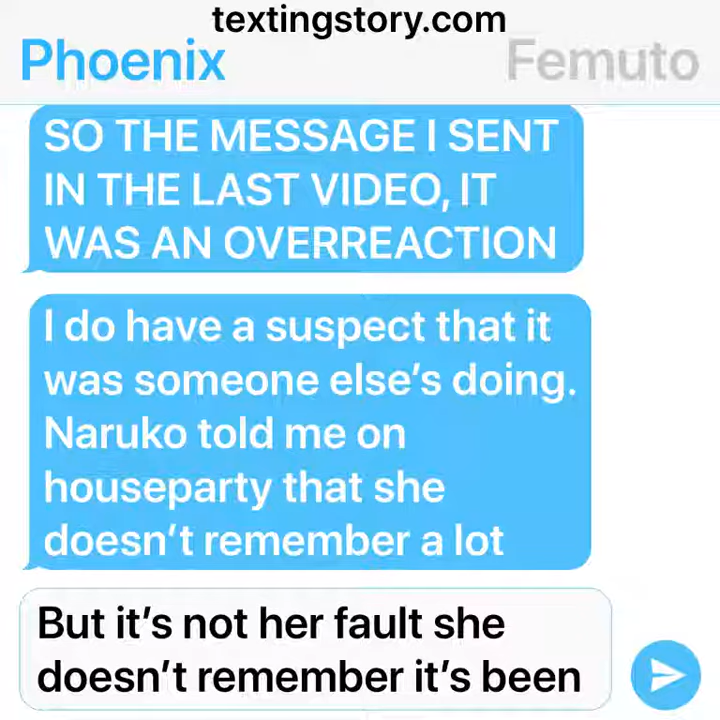 textingstory.com
Phoenix
Femuto
SO THE MESSAGE I SENT
IN THE LAST VIDEO, IT
WAS AN OVERREACTION
I do have a suspect that it
was someone else’s doing.
Naruko told me on
houseparty that she
doesn’t remember a lot
But it’s not her fault she
doesn’t remember it’s been